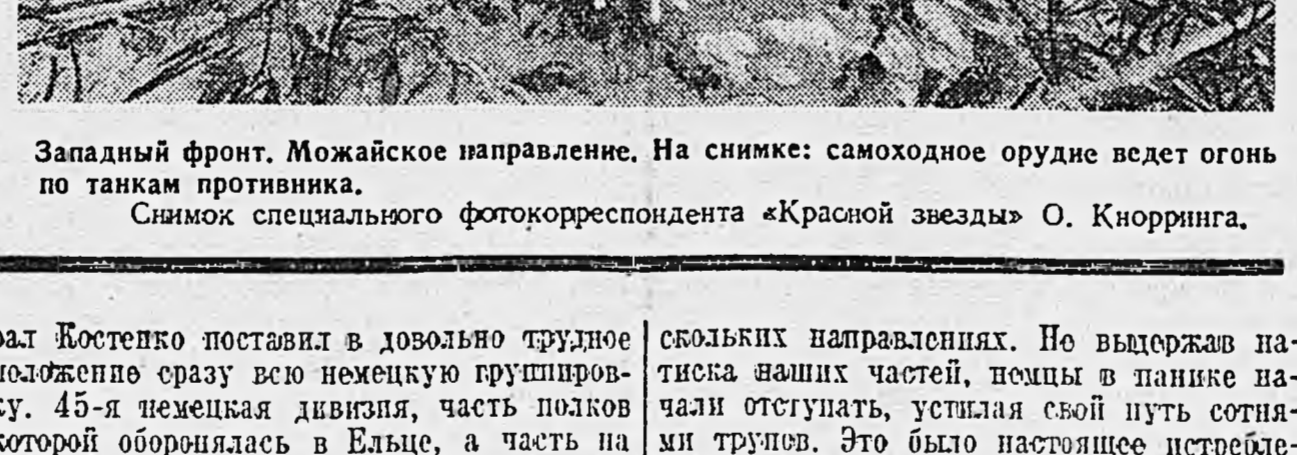 Западный фронт. Можайское направление. На снимке: самоходное орудие ведет огонь
по танкам противника.
Снимок специального фотокорреспондента «Красной звезды» О. Кнорринга.
рал Костенко поставил в довольно трудное
положение сразу всю немецкую группиров-
ку. 45-я немецкая дивизия, часть полков
которой оборонялась в Ельце, а часть на
скольких направлениях. Не выдержав на-
тиска наших частей, немцы в панике на-
чали отступать, устилая свой путь сотня-
ми трупов. Это было настоящее истребле-